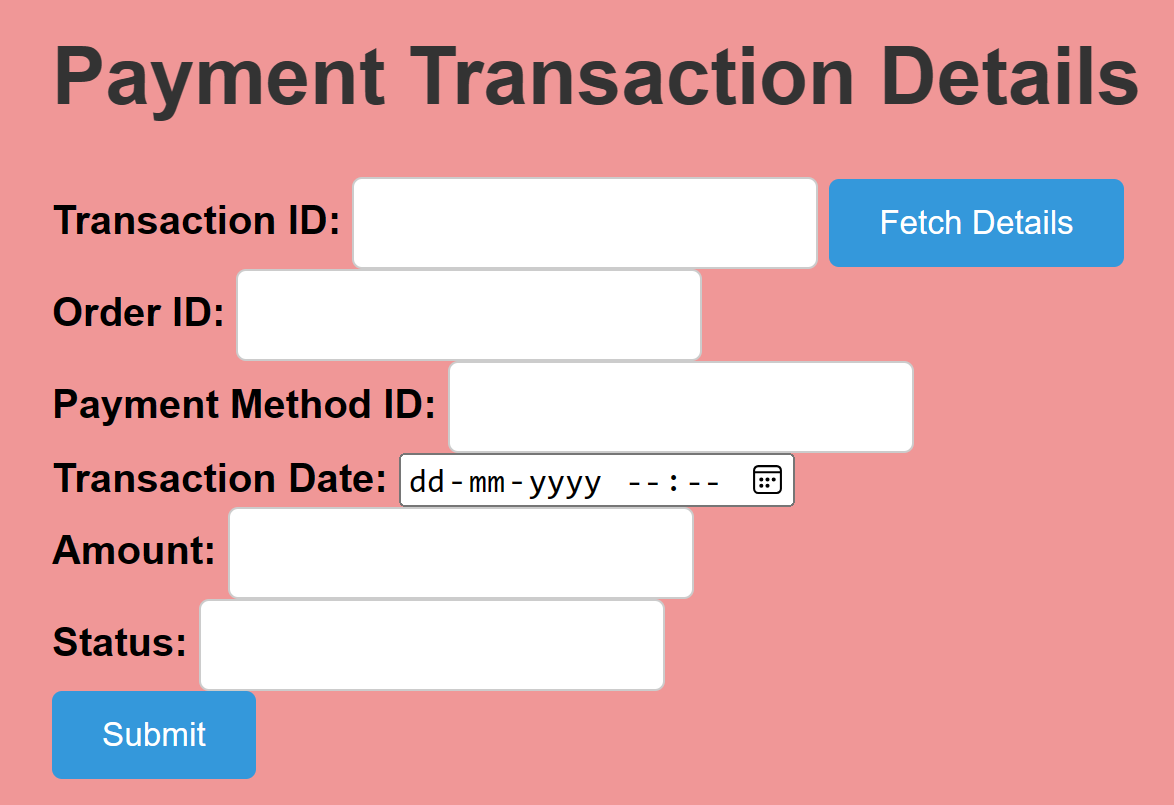 Payment Transaction Details
Transaction ID: Fetch Details
Order ID:
Payment Method ID:
Transaction Date: dd-mm-yyyy --:--
Amount:
Status:
Submit